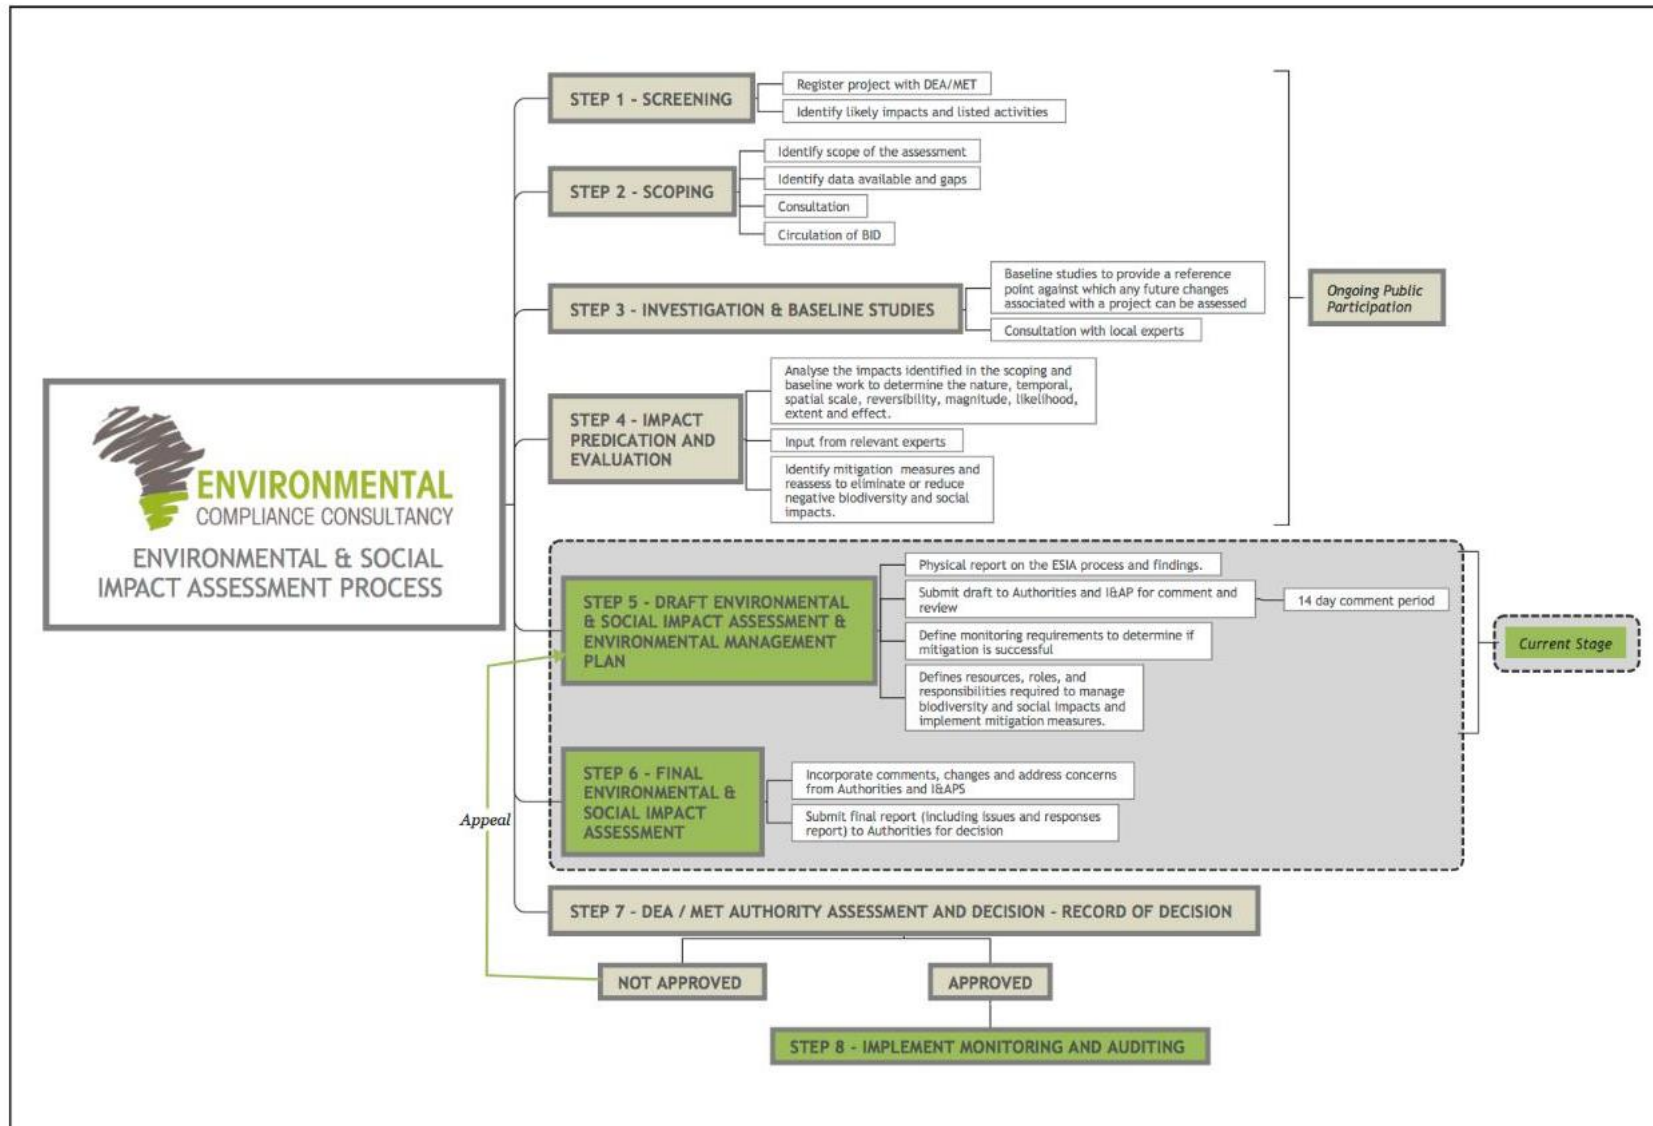 STEP 1 - SCREENING
Register project with DEA/MET
Identify likely impacts and listed activities
STEP 2 - SCOPING
Identify scope of the assessment
Identify data available and gaps
Consultation
Circulation of BID
STEP 3 - INVESTIGATION & BASELINE STUDIES
Baseline studies to provide a reference
point against which any future changes
associated with a project can be assessed
Consultation with local experts
Ongoing Public
Participation
STEP 4 - IMPACT
PREDICATION AND
EVALUATION
Analyse the impacts identified in the scoping and
baseline work to determine the nature, temporal,
spatial scale, reversibility, magnitude, likelihood,
extent and effect.
Input from relevant experts
Identify mitigation measures and
reassess to eliminate or reduce
negative biodiversity and social
impacts.
ENVIRONMENTAL
COMPLIANCE CONSULTANCY
ENVIRONMENTAL & SOCIAL
IMPACT ASSESSMENT PROCESS
STEP 5 - DRAFT ENVIRONMENTAL
& SOCIAL IMPACT ASSESSMENT &
ENVIRONMENTAL MANAGEMENT
PLAN
Physical report on the ESIA process and findings.
Submit draft to Authorities and I&AP for comment and
review
14 day comment period
Define monitoring requirements to determine if
mitigation is successful
Defines resources, roles, and
responsibilities required to manage
biodiversity and social impacts and
implement mitigation measures.
Current Stage
STEP 6 - FINAL
ENVIRONMENTAL &
SOCIAL IMPACT
ASSESSMENT
Incorporate comments, changes and address concerns
from Authorities and I&APS
Submit final report (including issues and responses
report) to Authorities for decision
Appeal
STEP 7 - DEA / MET AUTHORITY ASSESSMENT AND DECISION - RECORD OF DECISION
NOT APPROVED
APPROVED
STEP 8 - IMPLEMENT MONITORING AND AUDITING